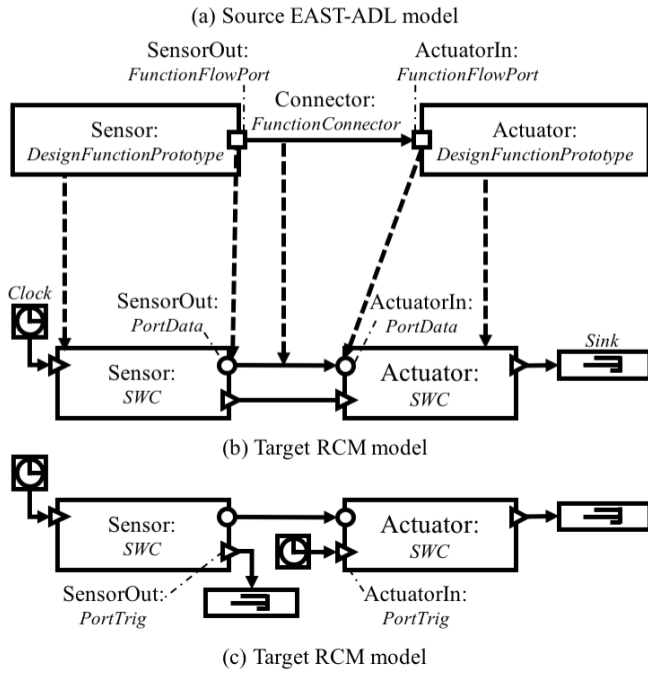 (a) Source EAST-ADL model
SensorOut:
FunctionFlowPort
ActuatorIn:
FunctionFlowPort
Connector:
FunctionConnector
Sensor:
DesignFunctionPrototype
Actuator:
DesignFunctionPrototype
Clock
SensorOut:
PortData
ActuatorIn:
PortData
Sink
Sensor:
SWC
Actuator:
SWC
(b) Target RCM model
Sensor:
SWC
Actuator:
SWC
SensorOut:
PortTrig
ActuatorIn:
PortTrig
(c) Target RCM model